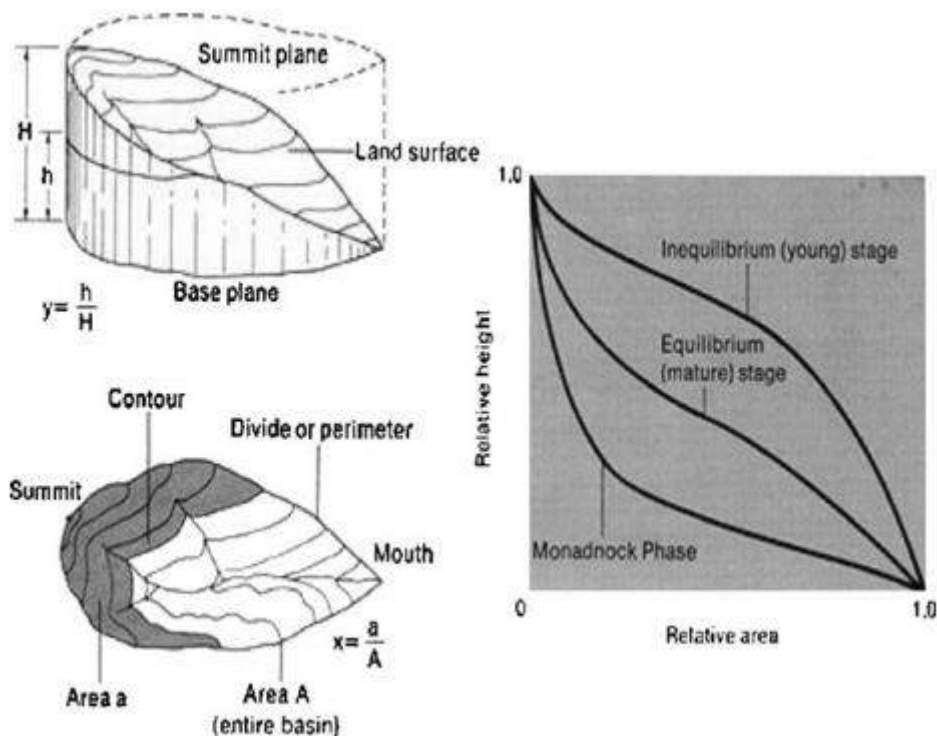 Summit plane
H
h
Land surface
Base plane
y= h/H
Contour
Divide or perimeter
Summit
Mouth
x= a/A
Area a
Area A
(entire basin)
1.0
Inequilibrium (young) stage
Relative height
Equilibrium
(mature) stage
Monadnock Phase
0
1.0
Relative area